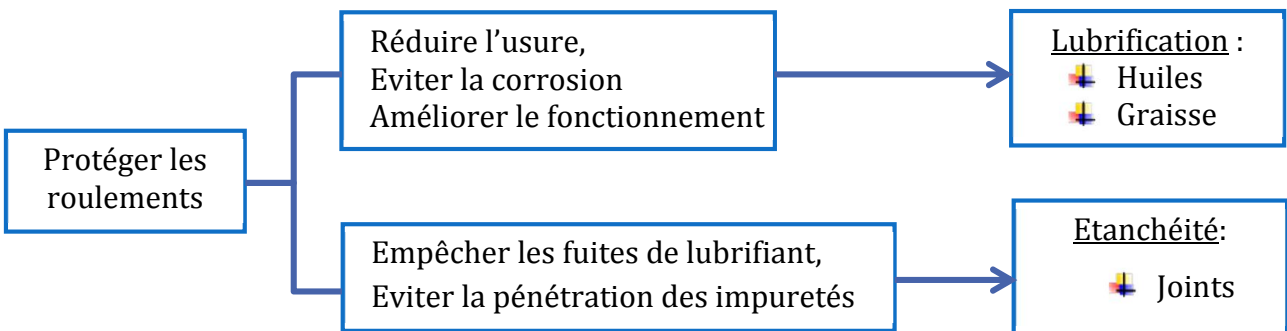 Protéger les
roulements
Réduire l’usure,
Eviter la corrosion
Améliorer le fonctionnement
Lubrification :
Huiles
Graisse
Empêcher les fuites de lubrifiant,
Eviter la pénétration des impuretés
Etanchéité:
Joints